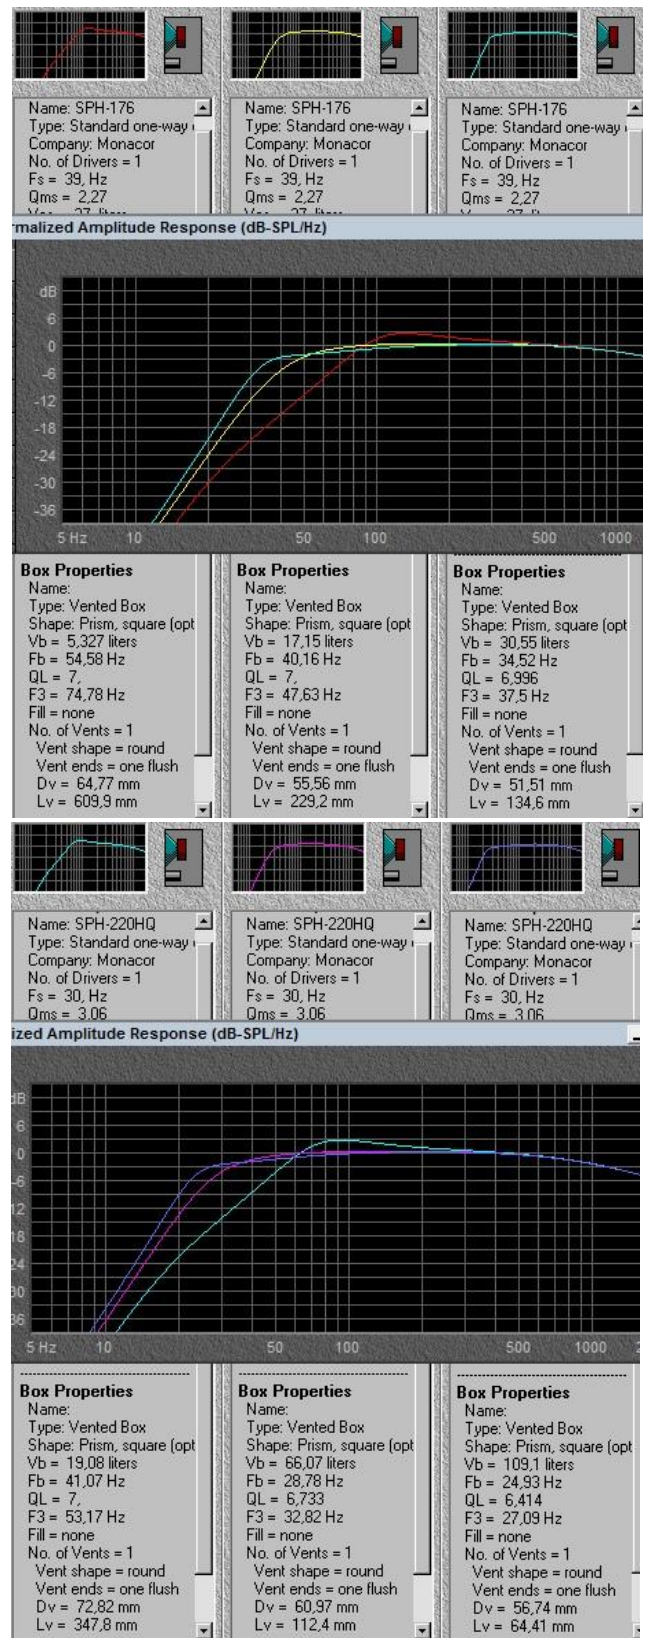 Name: SPH-176
Type: Standard one-way
Company: Monacor
No. of Drivers = 1
Fs = 39, Hz
Qms = 2,27
Name: SPH-176
Type: Standard one-way
Company: Monacor
No. of Drivers = 1
Fs = 39, Hz
Qms = 2,27
Name: SPH-176
Type: Standard one-way
Company: Monacor
No. of Drivers = 1
Fs = 39, Hz
Qms = 2,27
rmalized Amplitude Response (dB-SPL/Hz)
dB
6
0
-6
-12
-18
-24
-30
-36
5 Hz 10 50 100 500 1000
Box Properties
Name:
Type: Vented Box
Shape: Prism, square (opt
Vb = 5,327 liters
Fb = 54,58 Hz
QL = 7,
F3 = 74,78 Hz
Fill = none
No. of Vents = 1
Vent shape = round
Vent ends = one flush
Dv = 64,77 mm
Lv = 609,9 mm
Box Properties
Name:
Type: Vented Box
Shape: Prism, square (opt
Vb = 17,15 liters
Fb = 40,16 Hz
QL = 7,
F3 = 47,63 Hz
Fill = none
No. of Vents = 1
Vent shape = round
Vent ends = one flush
Dv = 55,56 mm
Lv = 229,2 mm
Box Properties
Name:
Type: Vented Box
Shape: Prism, square (opt
Vb = 30,55 liters
Fb = 34,52 Hz
QL = 6,996
F3 = 37,5 Hz
Fill = none
No. of Vents = 1
Vent shape = round
Vent ends = one flush
Dv = 51,51 mm
Lv = 134,6 mm
Name: SPH-220HQ
Type: Standard one-way
Company: Monacor
No. of Drivers = 1
Fs = 30, Hz
Qms = 3,06
Name: SPH-220HQ
Type: Standard one-way
Company: Monacor
No. of Drivers = 1
Fs = 30, Hz
Qms = 3,06
Name: SPH-220HQ
Type: Standard one-way
Company: Monacor
No. of Drivers = 1
Fs = 30, Hz
Qms = 3,06
ized Amplitude Response (dB-SPL/Hz)
dB
6
0
-6
12
18
24
30
36
5 Hz 10 50 100 500 1000 2
Box Properties
Name:
Type: Vented Box
Shape: Prism, square (opt
Vb = 19,08 liters
Fb = 41,07 Hz
QL = 7,
F3 = 53,17 Hz
Fill = none
No. of Vents = 1
Vent shape = round
Vent ends = one flush
Dv = 72,82 mm
Lv = 347,8 mm
Box Properties
Name:
Type: Vented Box
Shape: Prism, square (opt
Vb = 66,07 liters
Fb = 28,78 Hz
QL = 6,733
F3 = 32,82 Hz
Fill = none
No. of Vents = 1
Vent shape = round
Vent ends = one flush
Dv = 60,97 mm
Lv = 112,4 mm
Box Properties
Name:
Type: Vented Box
Shape: Prism, square (opt
Vb = 109,1 liters
Fb = 24,93 Hz
QL = 6,414
F3 = 27,09 Hz
Fill = none
No. of Vents = 1
Vent shape = round
Vent ends = one flush
Dv = 56,74 mm
Lv = 64,41 mm